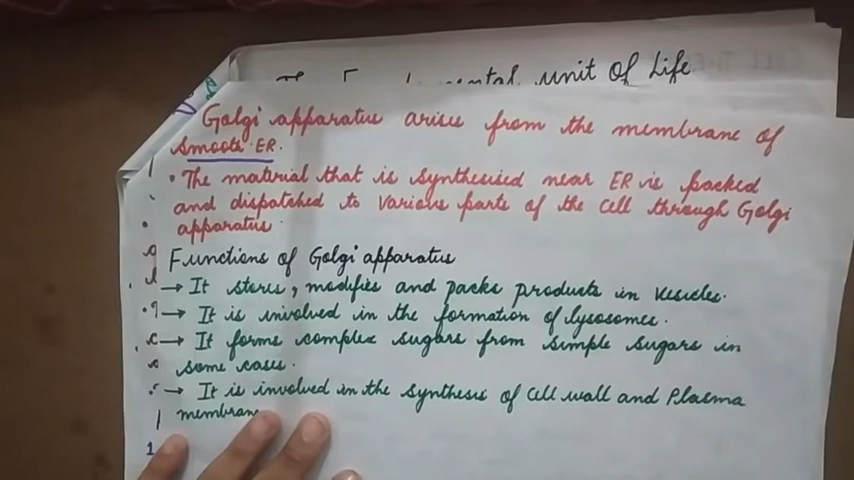 unit of Life
Golgi apparatus arises from the membrane of
Smooth ER.
• The material that is synthesised near ER is packed
and dispatched to various parts of the cell through Golgi
apparatus.
Functions of Golgi apparatus
→ It stores, modifies and packs products in vesicles.
→ It is involved in the formation of lysosomes.
→ It forms complex sugars from simple sugars in
some cases.
→ It is involved in the synthesis of cell wall and Plasma
membran